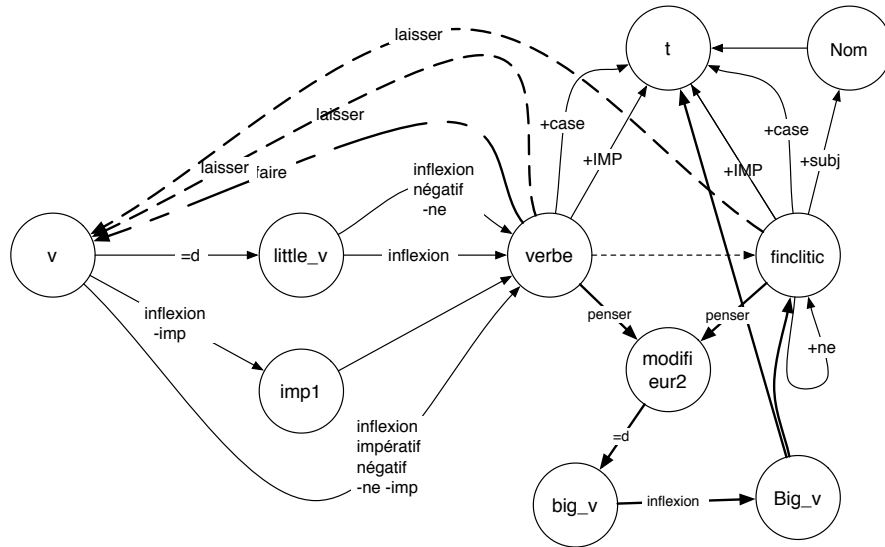 laisser
t
Nom
laisser
+case
+case
+IMP
+IMP
+subj
laisser
faire
inflexion
négatif
-ne
v
=d
little_v
inflexion
verbe
finclitic
inflexion
-imp
penser
penser
+ne
modifi
eur2
imp1
inflexion
impératif
négatif
-ne -imp
=d
big_v
inflexion
Big_v